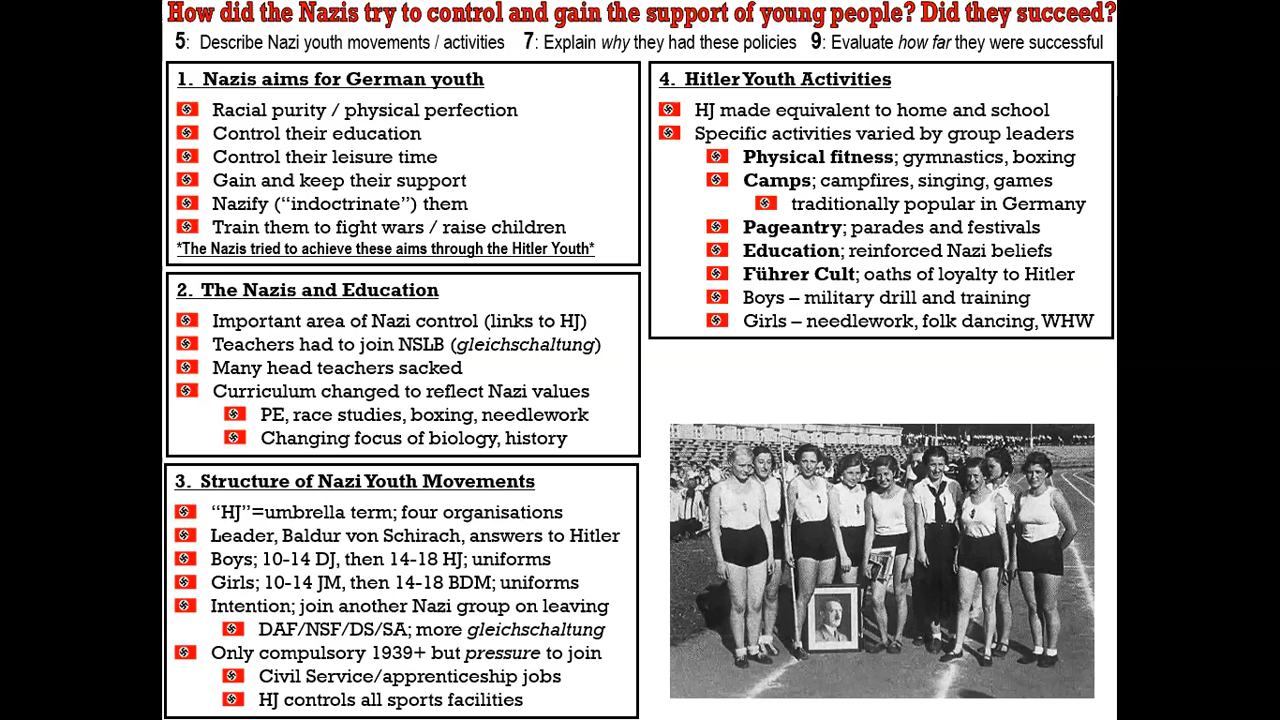 How did the Nazis try to control and gain the support of young people? Did they succeed?
5: Describe Nazi youth movements / activities 7: Explain why they had these policies 9: Evaluate how far they were successful
1. Nazis aims for German youth
Racial purity / physical perfection
Control their education
Control their leisure time
Gain and keep their support
Nazify (“indoctrinate”) them
Train them to fight wars / raise children
*The Nazis tried to achieve these aims through the Hitler Youth*
2. The Nazis and Education
Important area of Nazi control (links to HJ)
Teachers had to join NSLB (gleichschaltung)
Many head teachers sacked
Curriculum changed to reflect Nazi values
PE, race studies, boxing, needlework
Changing focus of biology, history
3. Structure of Nazi Youth Movements
“HJ”=umbrella term; four organisations
Leader, Baldur von Schirach, answers to Hitler
Boys; 10-14 DJ, then 14-18 HJ; uniforms
Girls; 10-14 JM, then 14-18 BDM; uniforms
Intention; join another Nazi group on leaving
DAF/NSF/DS/SA; more gleichschaltung
Only compulsory 1939+ but pressure to join
Civil Service/apprenticeship jobs
HJ controls all sports facilities
4. Hitler Youth Activities
HJ made equivalent to home and school
Specific activities varied by group leaders
Physical fitness; gymnastics, boxing
Camps; campfires, singing, games
traditionally popular in Germany
Pageantry; parades and festivals
Education; reinforced Nazi beliefs
Führer Cult; oaths of loyalty to Hitler
Boys – military drill and training
Girls – needlework, folk dancing, WHW